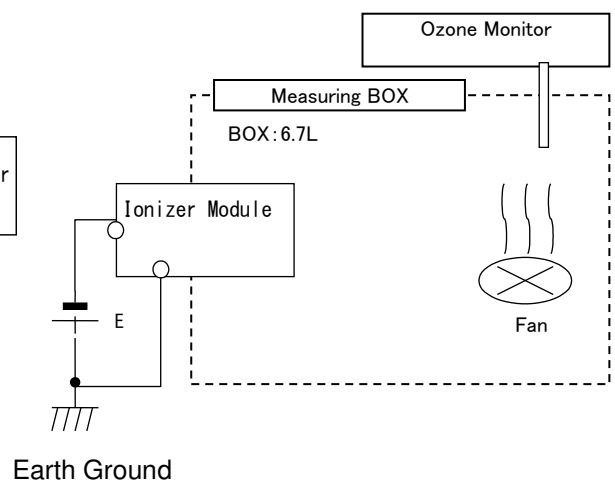 Ozone Monitor
Measuring BOX
BOX:6.7L
r
Ionizer Module
E
Fan
Earth Ground